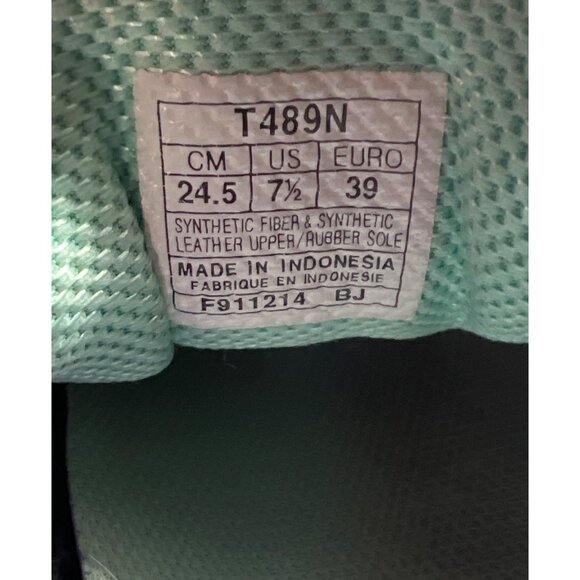 T489N
CM US EURO
24.5 7½ 39
SYNTHETIC FIBER & SYNTHETIC
LEATHER UPPER/RUBBER SOLE
MADE IN INDONESIA
FABRIQUE EN INDONESIE
F911214 BJ